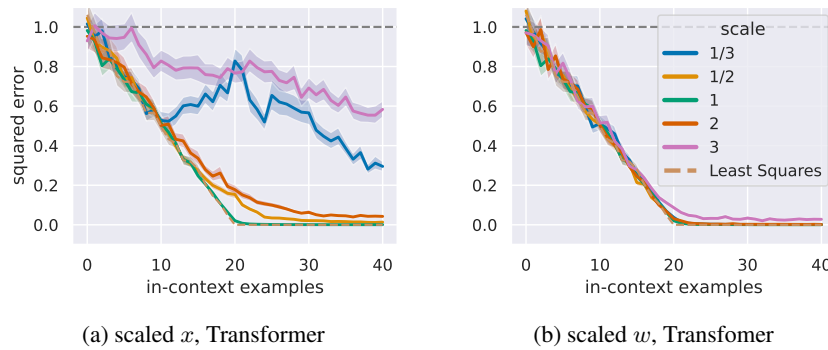 squared error
1.0
0.8
0.6
0.4
0.2
0.0
0 10 20 30 40
in-context examples
(a) scaled x, Transformer
1.0
0.8
0.6
0.4
0.2
0.0
0 10 20 30 40
in-context examples
scale
1/3
1/2
1
2
3
Least Squares
(b) scaled w, Transfomer